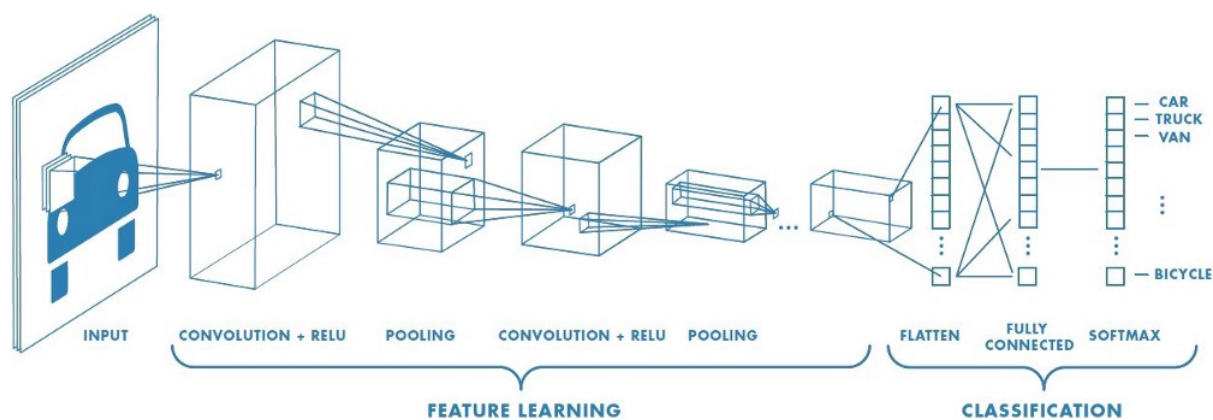 CAR
TRUCK
VAN
BICYCLE
INPUT
CONVOLUTION + RELU
POOLING
CONVOLUTION + RELU
POOLING
FLATTEN
FULLY
CONNECTED
SOFTMAX
FEATURE LEARNING
CLASSIFICATION